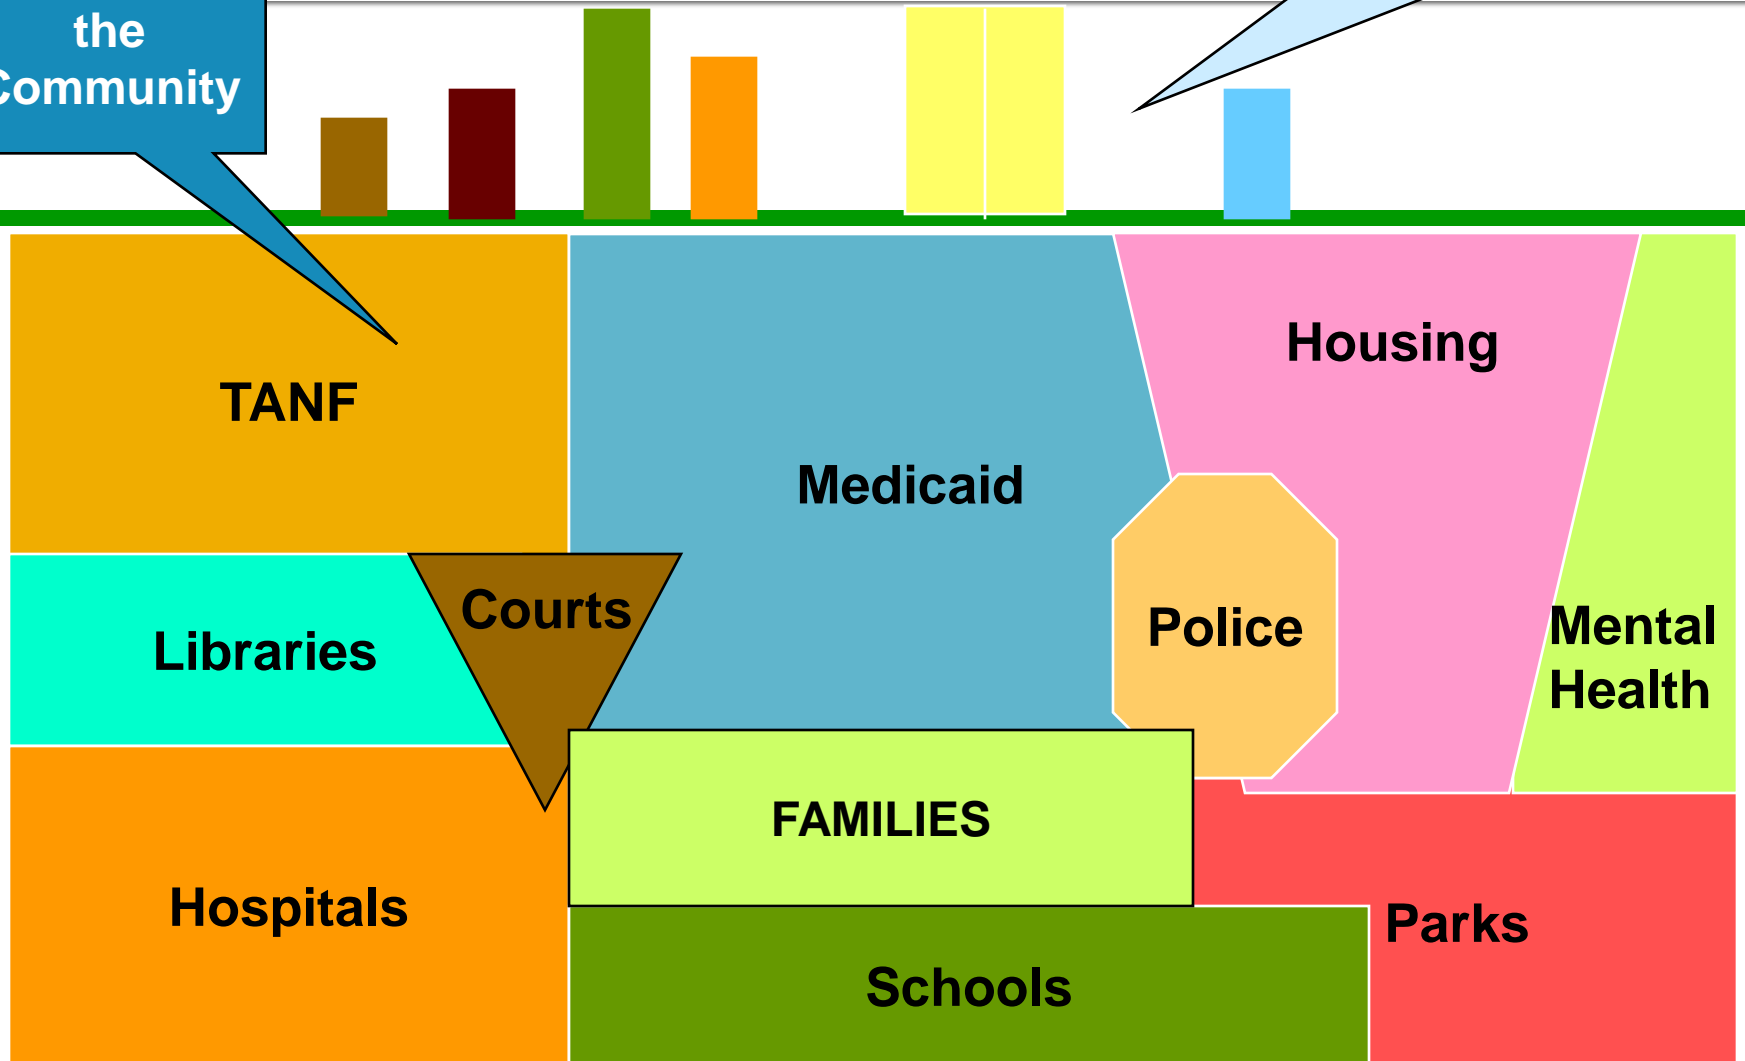 the
Community
Housing
TANF
Medicaid
Courts
Police
Mental
Health
Libraries
FAMILIES
Hospitals
Parks
Schools